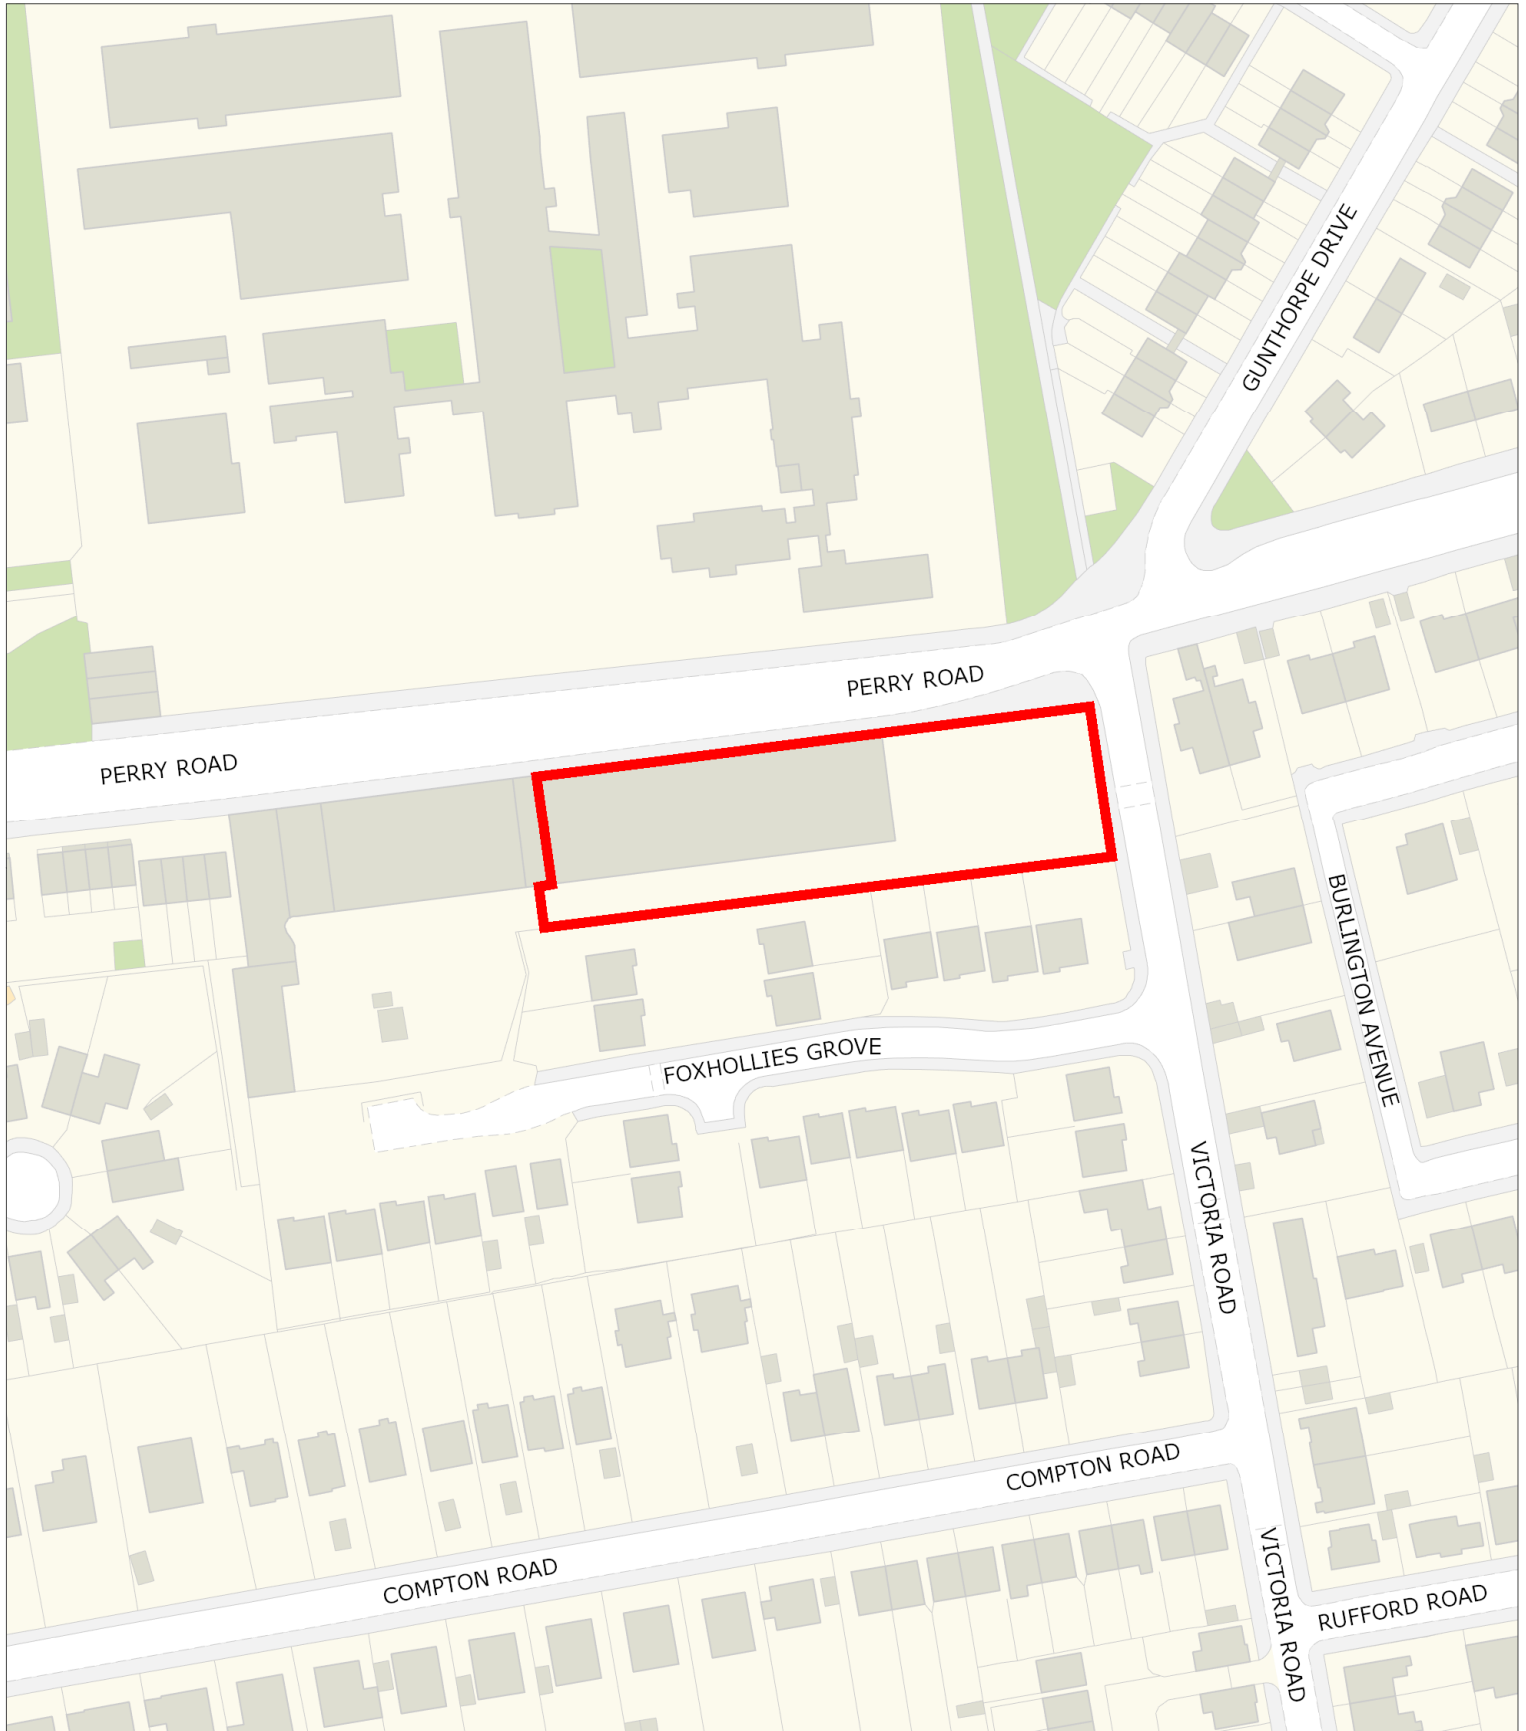 GUNTHORPE DRIVE
PERRY ROAD
PERRY ROAD
BURLINGTON AVENUE
FOXHOLLIES GROVE
VICTORIA ROAD
COMPTON ROAD
COMPTON ROAD
VICTORIA ROAD
RUFFORD ROAD